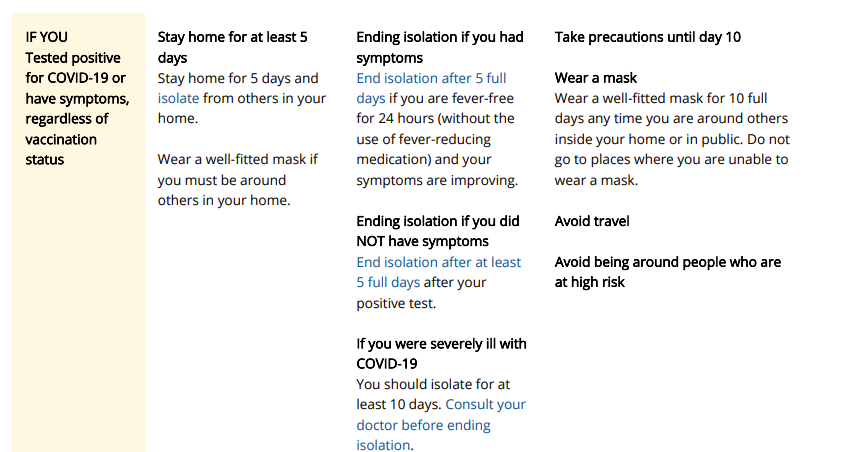 IF YOU
Tested positive
for COVID-19 or
have symptoms,
regardless of
vaccination
status
Stay home for at least 5
days
Stay home for 5 days and
isolate from others in your
home.
Wear a well-fitted mask if
you must be around
others in your home.
Ending isolation if you had
symptoms
End isolation after 5 full
days if you are fever-free
for 24 hours (without the
use of fever-reducing
medication) and your
symptoms are improving.
Ending isolation if you did
NOT have symptoms
End isolation after at least
5 full days after your
positive test.
If you were severely ill with
COVID-19
You should isolate for at
least 10 days. Consult your
doctor before ending
isolation.
Take precautions until day 10
Wear a mask
Wear a well-fitted mask for 10 full
days any time you are around others
inside your home or in public. Do not
go to places where you are unable to
wear a mask.
Avoid travel
Avoid being around people who are
at high risk